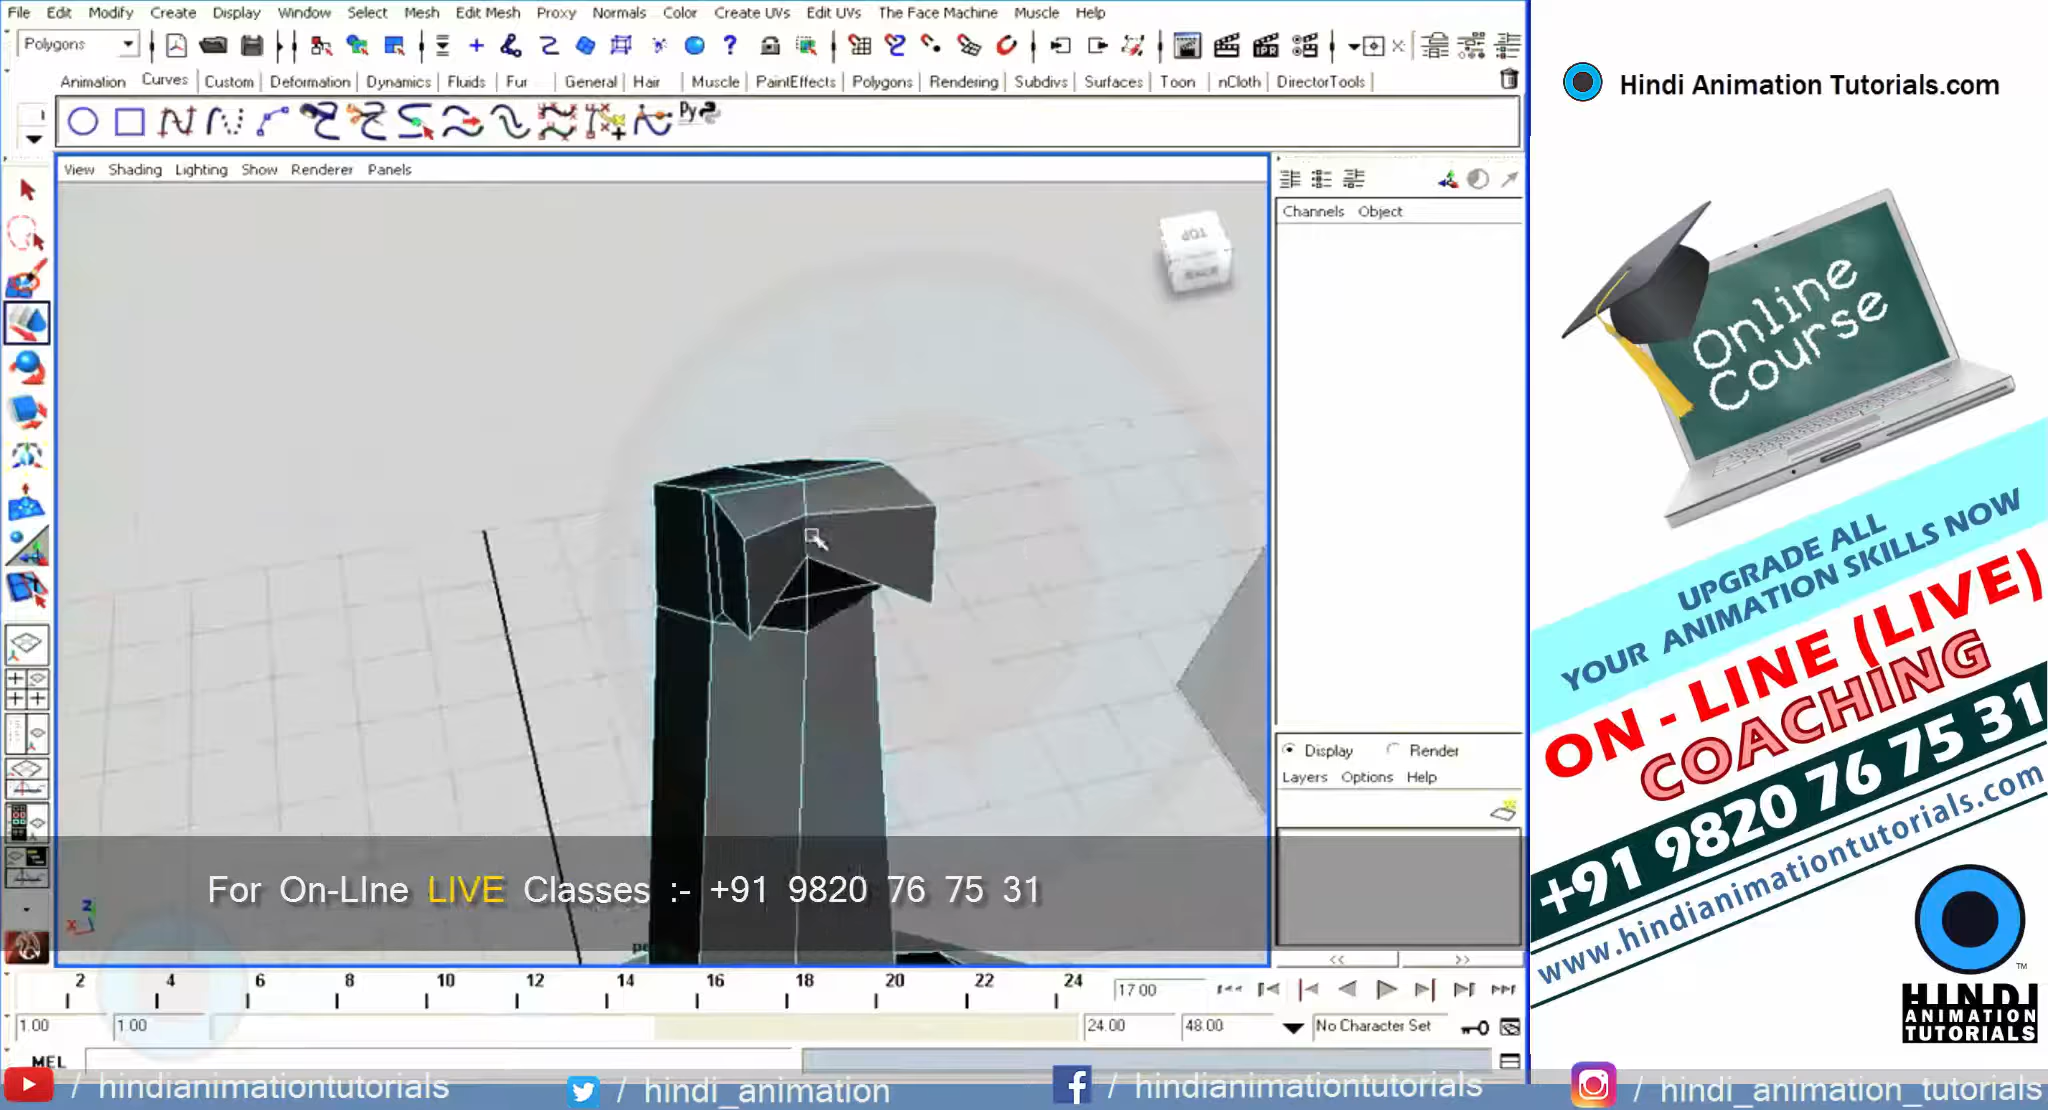 File Edit Modify Create Display Window Select Mesh Edit Mesh Proxy Normals Color Create UVs Edit UVs The Face Machine Muscle Help
Polygons
IPR
Animation Curves Custom Deformation Dynamics Fluids Fur General Hair Muscle PaintEffects Polygons Rendering Subdivs Surfaces Toon nCloth DirectorTools
Py
View Shading Lighting Show Renderer Panels
TOP
BACK
Channels Object
Display Render
Layers Options Help
<< >>
For On-LIne LIVE Classes :- +91 9820 76 75 31
z
x
2 4 6 8 10 12 14 16 18 20 22 24
17.00
1.00 1.00 24.00 48.00 No Character Set
MEL
/ hindianimationtutorials
/ hindi_animation
/ hindianimationtutorials
/ hindi_animation_tutorials
Hindi Animation Tutorials.com
Online
Course
UPGRADE ALL
YOUR ANIMATION SKILLS NOW
ON - LINE (LIVE)
COACHING
+91 9820 76 75 31
www.hindianimationtutorials.com
TM
HINDI
ANIMATION
TUTORIALS